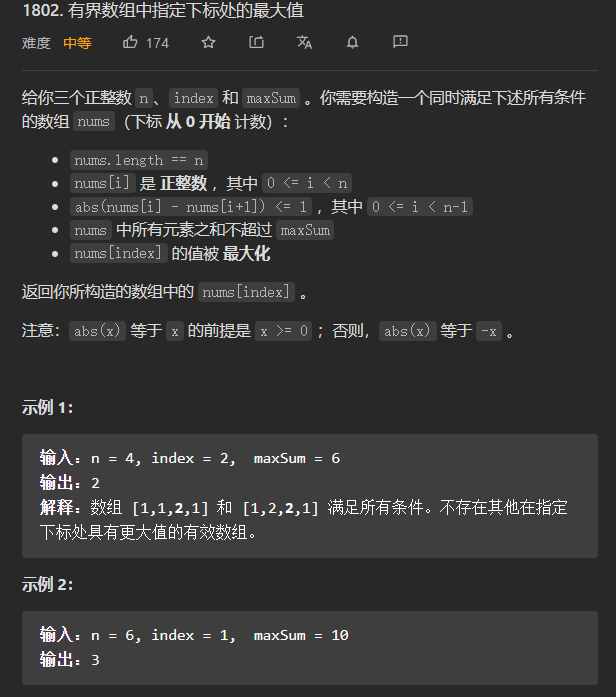 1802. 有界数组中指定下标处的最大值
难度 中等 174
给你三个正整数 n、index 和 maxSum 。你需要构造一个同时满足下述所有条件
的数组 nums（下标 从 0 开始 计数）：
nums.length == n
nums[i] 是 正整数 ，其中 0 <= i < n
abs(nums[i] - nums[i+1]) <= 1 ，其中 0 <= i < n-1
nums 中所有元素之和不超过 maxSum
nums[index] 的值被 最大化
返回你所构造的数组中的 nums[index] 。
注意：abs(x) 等于 x 的前提是 x >= 0 ；否则，abs(x) 等于 -x 。
示例 1：
输入：n = 4, index = 2,  maxSum = 6
输出：2
解释：数组 [1,1,2,1] 和 [1,2,2,1] 满足所有条件。不存在其他在指定
下标处具有更大值的有效数组。
示例 2：
输入：n = 6, index = 1,  maxSum = 10
输出：3